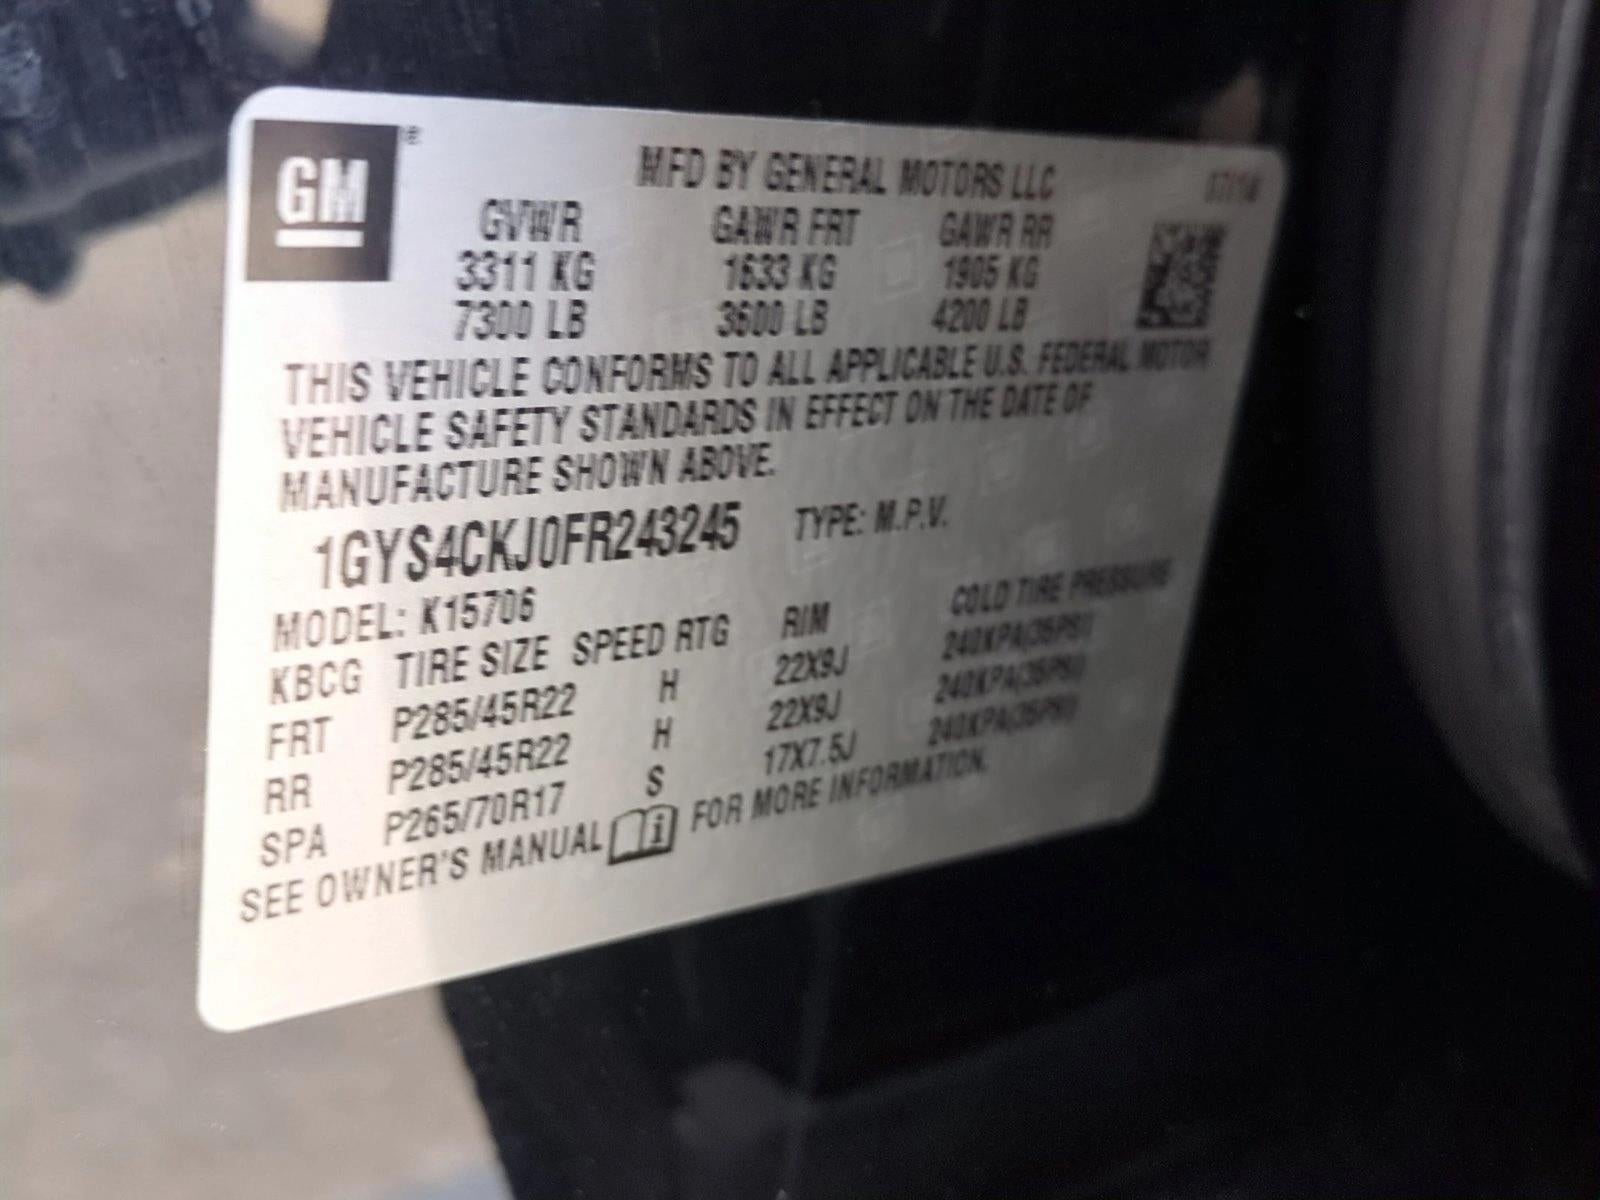 GM
MFD BY GENERAL MOTORS LLC 07/14
GVWR GAWR FRT GAWR RR
3311 KG 1633 KG 1905 KG
7300 LB 3600 LB 4200 LB
THIS VEHICLE CONFORMS TO ALL APPLICABLE U.S. FEDERAL MOTOR
VEHICLE SAFETY STANDARDS IN EFFECT ON THE DATE OF
MANUFACTURE SHOWN ABOVE.
1GYS4CKJ0FR243245 TYPE: M.P.V.
MODEL: K15706
KBCG TIRE SIZE SPEED RTG RIM COLD TIRE PRESSURE
FRT P285/45R22 H 22X9J 240KPA(35PSI)
RR P285/45R22 H 22X9J 240KPA(35PSI)
SPA P265/70R17 S 17X7.5J 240KPA(35PSI)
SEE OWNER'S MANUAL FOR MORE INFORMATION.